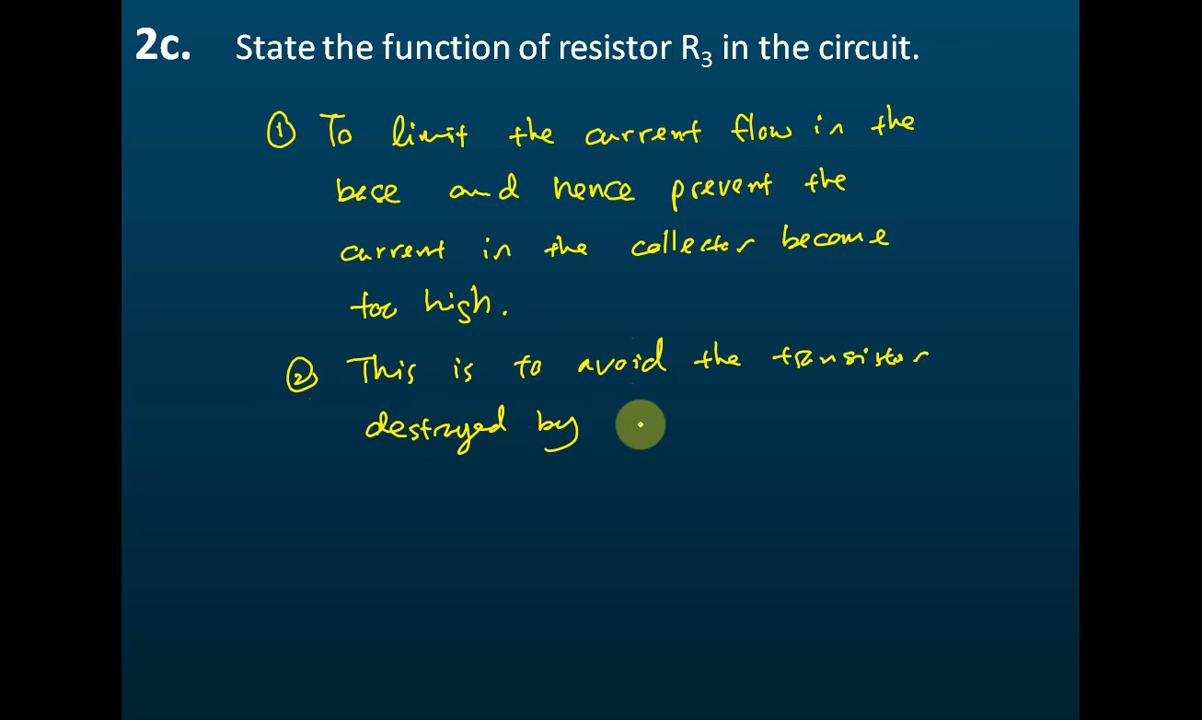 2c. State the function of resistor R₃ in the circuit.
① To limit the current flow in the
base and hence prevent the
current in the collector become
too high.
② This is to avoid the transistor
destrayed by